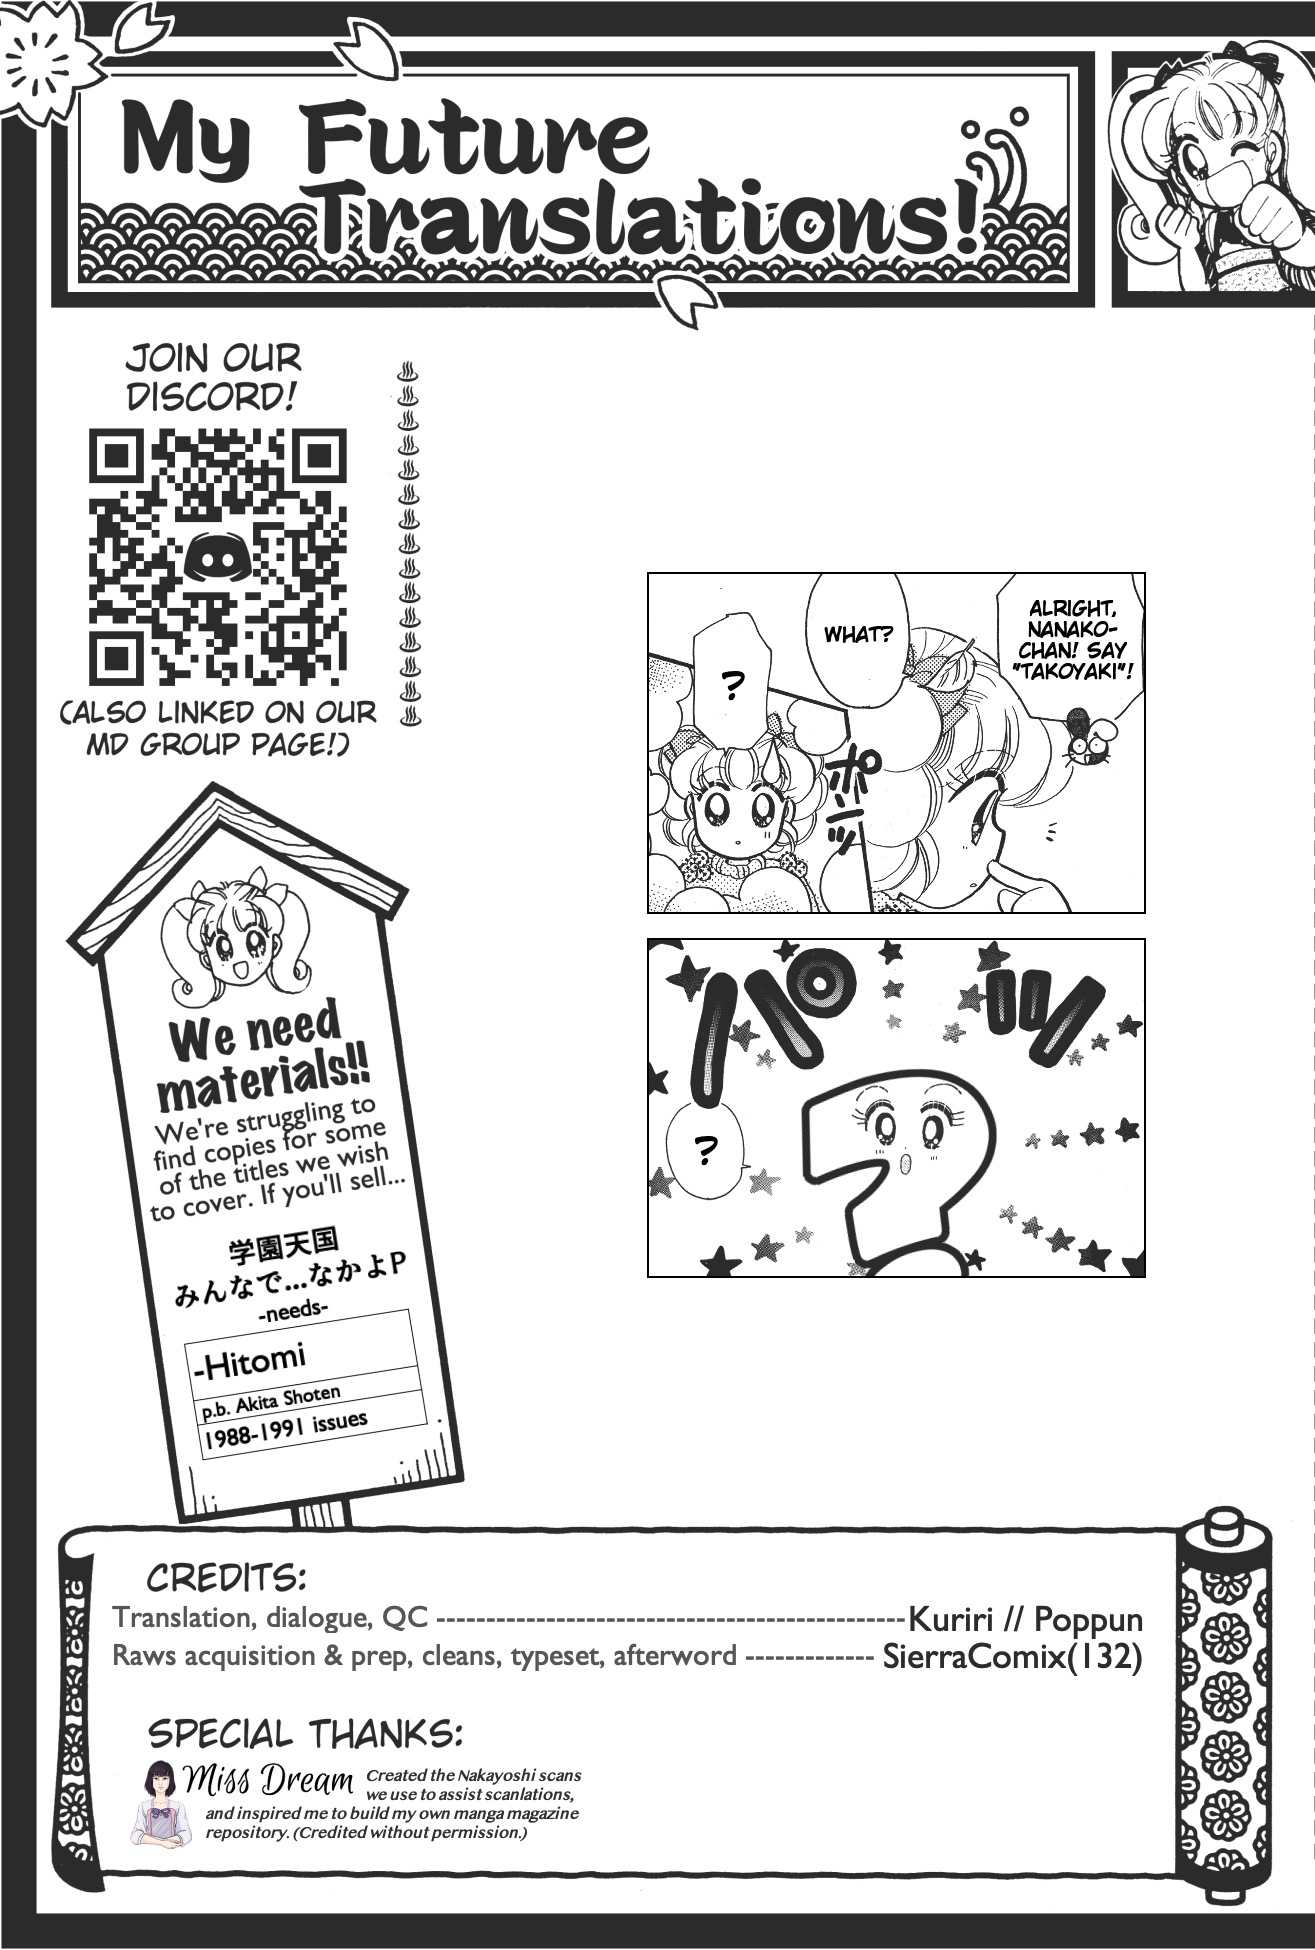 My Future
Translations!
JOIN OUR
DISCORD!
(ALSO LINKED ON OUR
MD GROUP PAGE!)
ALRIGHT,
NANAKO-
CHAN! SAY
"TAKOYAKI"!
WHAT?
?
ポンッ
パッ
?
We need
materials!!
We're struggling to
find copies for some
of the titles we wish
to cover. If you'll sell...
学園天国
みんなで...なかよP
-needs-
-Hitomi
p.b. Akita Shoten
1988-1991 issues
CREDITS:
Translation, dialogue, QC ----------------------------------------------- Kuriri // Poppun
Raws acquisition & prep, cleans, typeset, afterword ------------- SierraComix(132)
SPECIAL THANKS:
Miss Dream
Created the Nakayoshi scans
we use to assist scanlations,
and inspired me to build my own manga magazine
repository. (Credited without permission.)